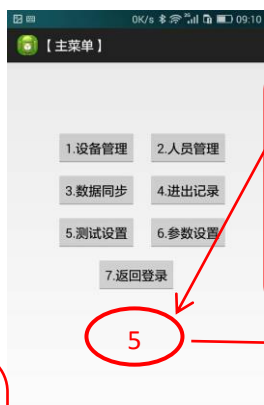 0K/s 09:10
【主菜单】
1.设备管理 2.人员管理
3.数据同步 4.进出记录
5.测试设置 6.参数设置
7.返回登录
5